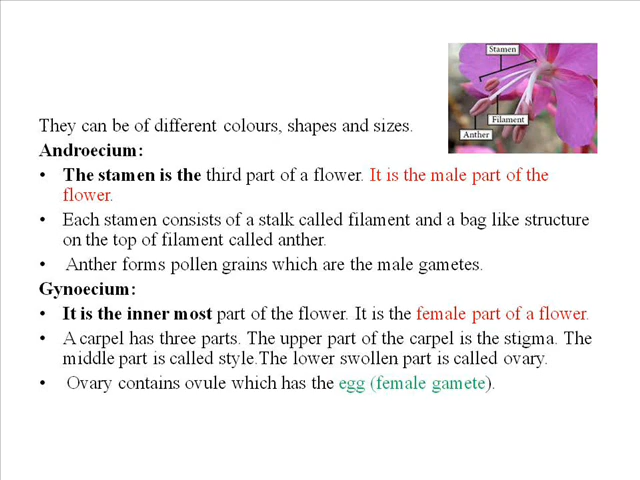 Stamen
Filament
Anther
They can be of different colours, shapes and sizes.
Androecium:
• The stamen is the third part of a flower. It is the male part of the
flower.
• Each stamen consists of a stalk called filament and a bag like structure
on the top of filament called anther.
• Anther forms pollen grains which are the male gametes.
Gynoecium:
• It is the inner most part of the flower. It is the female part of a flower.
• A carpel has three parts. The upper part of the carpel is the stigma. The
middle part is called style.The lower swollen part is called ovary.
• Ovary contains ovule which has the egg (female gamete).